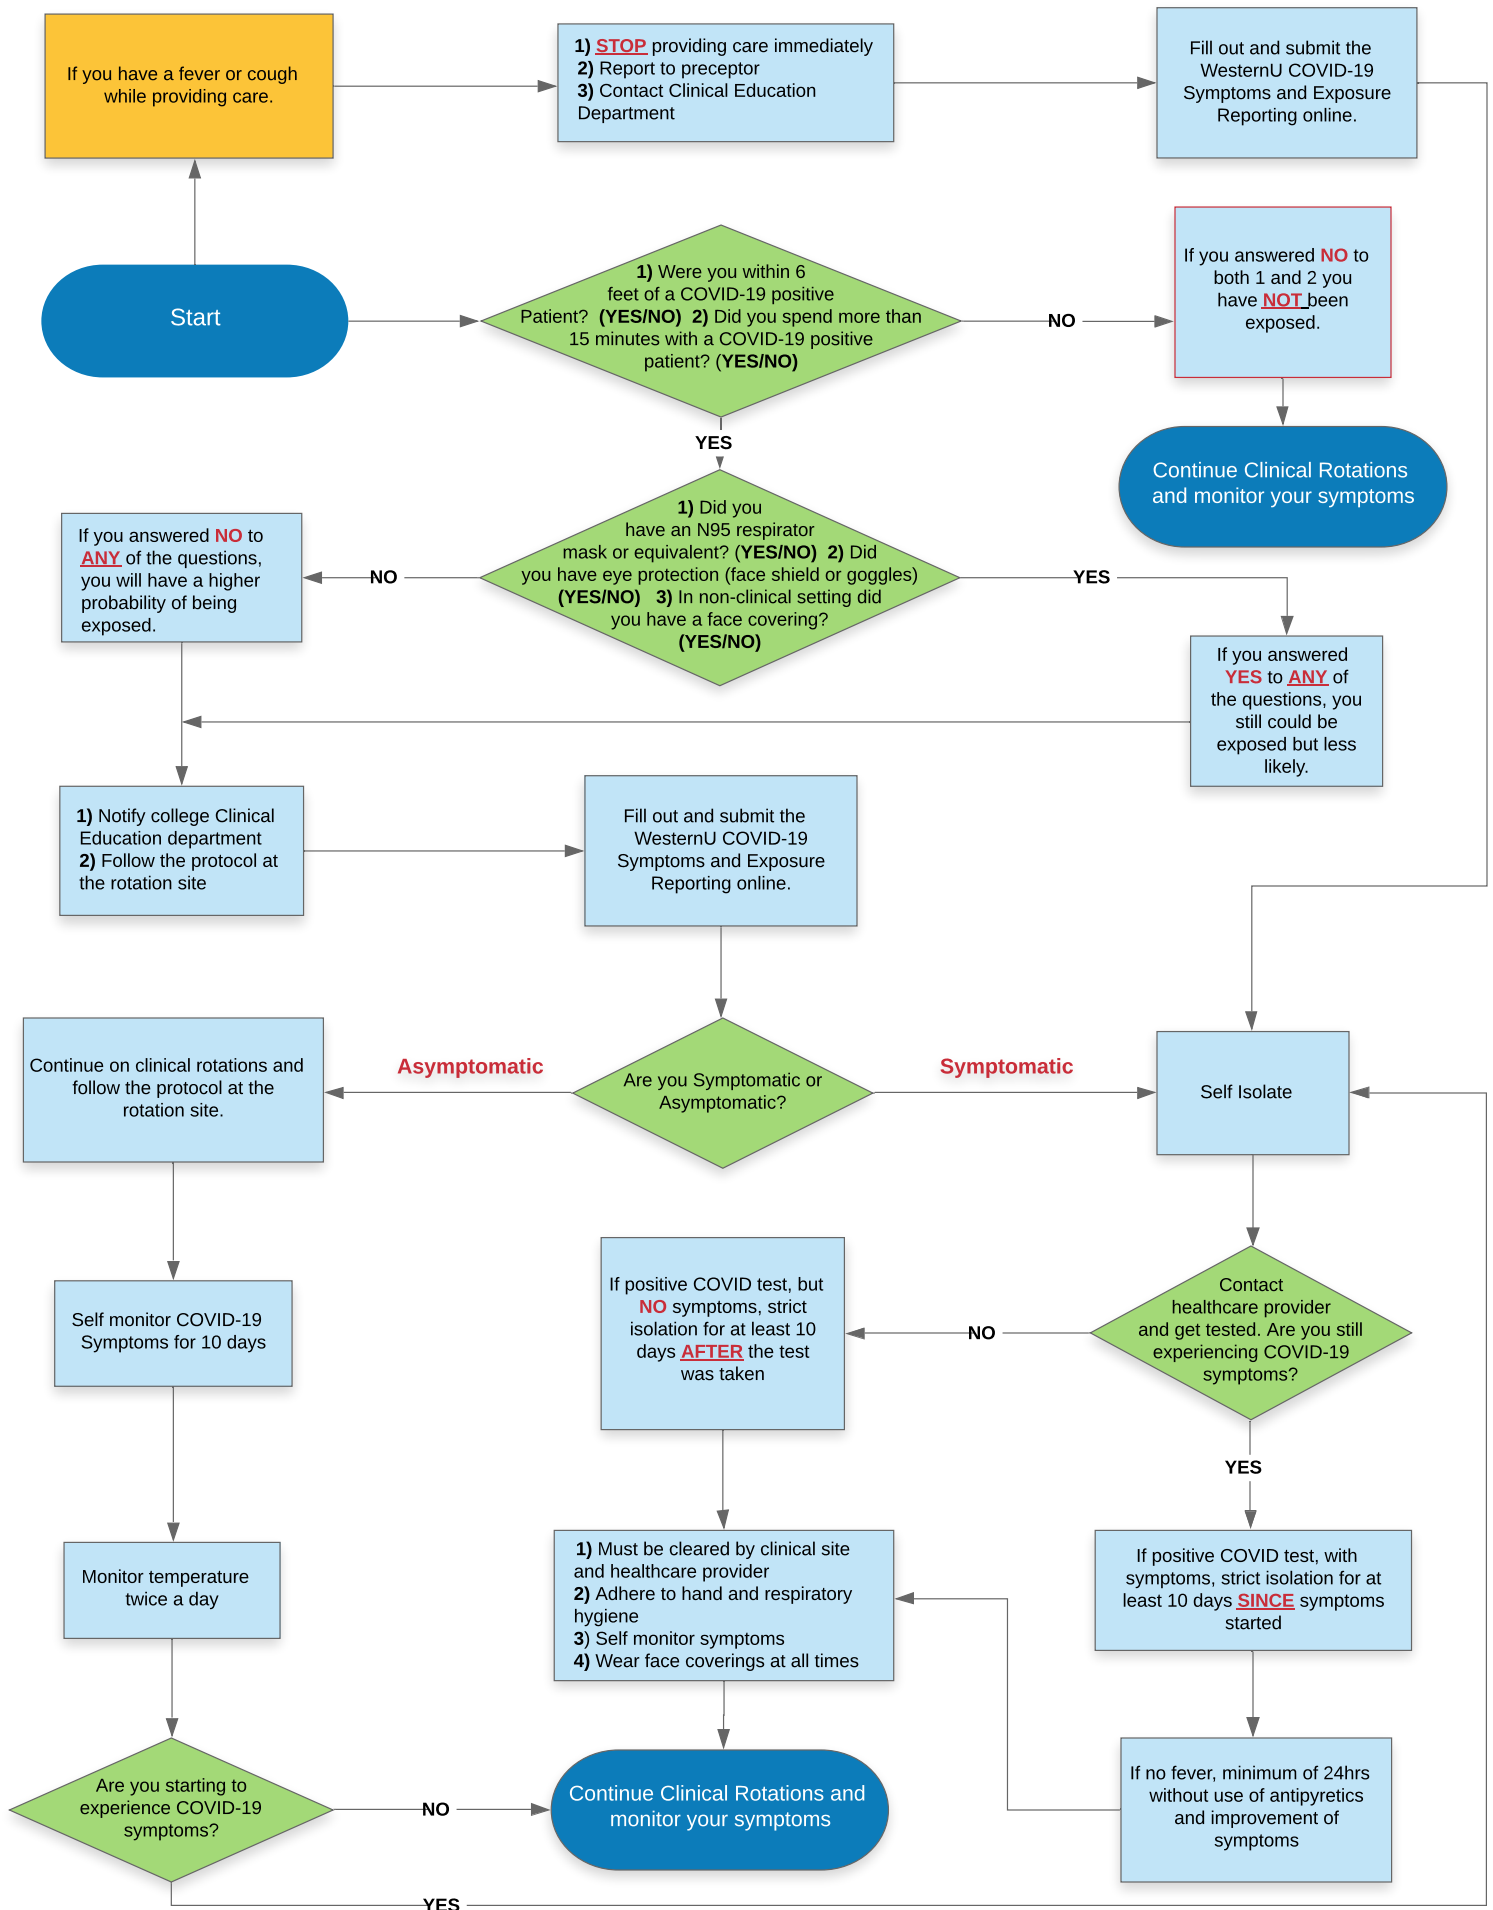 If you have a fever or cough
while providing care.
1) STOP providing care immediately
2) Report to preceptor
3) Contact Clinical Education
Department
Fill out and submit the
WesternU COVID-19
Symptoms and Exposure
Reporting online.
Start
1) Were you within 6
feet of a COVID-19 positive
Patient? (YES/NO) 2) Did you spend more than
15 minutes with a COVID-19 positive
patient? (YES/NO)
NO
If you answered NO to
both 1 and 2 you
have NOT been
exposed.
YES
Continue Clinical Rotations
and monitor your symptoms
1) Did you
have an N95 respirator
mask or equivalent? (YES/NO) 2) Did
you have eye protection (face shield or goggles)
(YES/NO) 3) In non-clinical setting did
you have a face covering?
(YES/NO)
NO
If you answered NO to
ANY of the questions,
you will have a higher
probability of being
exposed.
YES
If you answered
YES to ANY of
the questions, you
still could be
exposed but less
likely.
1) Notify college Clinical
Education department
2) Follow the protocol at
the rotation site
Fill out and submit the
WesternU COVID-19
Symptoms and Exposure
Reporting online.
Are you Symptomatic or
Asymptomatic?
Asymptomatic
Symptomatic
Continue on clinical rotations and
follow the protocol at the
rotation site.
Self Isolate
Self monitor COVID-19
Symptoms for 10 days
If positive COVID test, but
NO symptoms, strict
isolation for at least 10
days AFTER the test
was taken
NO
Contact
healthcare provider
and get tested. Are you still
experiencing COVID-19
symptoms?
YES
Monitor temperature
twice a day
1) Must be cleared by clinical site
and healthcare provider
2) Adhere to hand and respiratory
hygiene
3) Self monitor symptoms
4) Wear face coverings at all times
If positive COVID test, with
symptoms, strict isolation for at
least 10 days SINCE symptoms
started
Are you starting to
experience COVID-19
symptoms?
NO
Continue Clinical Rotations and
monitor your symptoms
If no fever, minimum of 24hrs
without use of antipyretics
and improvement of
symptoms
YES